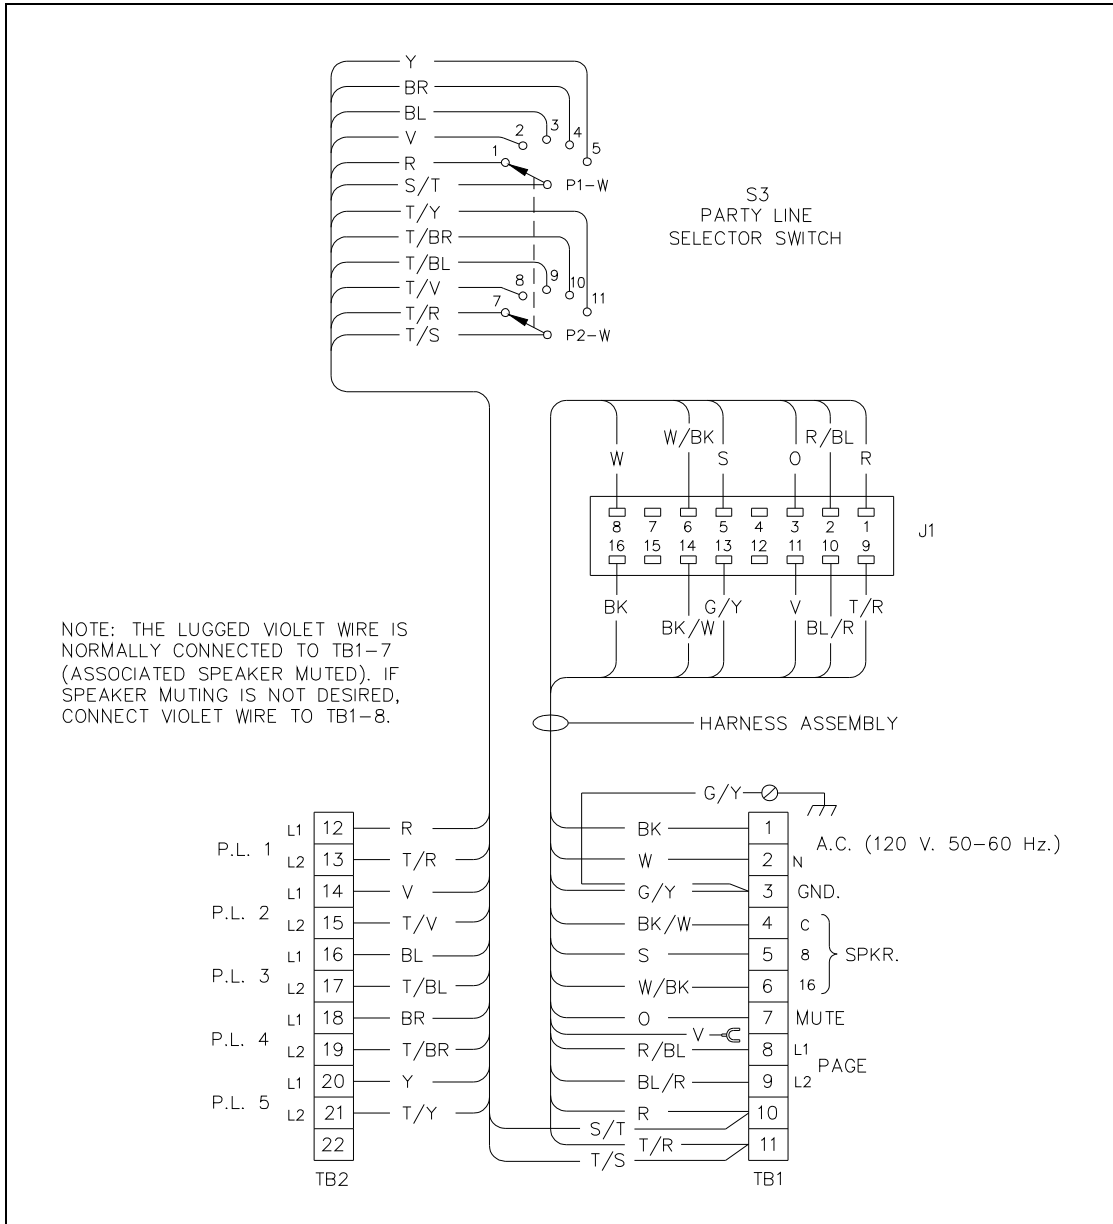 Y
BR
BL
V
R
S/T
T/Y
T/BR
T/BL
T/V
T/R
T/S
1
2
3
4
5
P1-W
7
8
9
10
11
P2-W
S3
PARTY LINE
SELECTOR SWITCH
W
W/BK
S
O
R/BL
R
8 7 6 5 4 3 2 1
16 15 14 13 12 11 10 9
J1
BK
BK/W
G/Y
V
BL/R
T/R
NOTE: THE LUGGED VIOLET WIRE IS
NORMALLY CONNECTED TO TB1-7
(ASSOCIATED SPEAKER MUTED). IF
SPEAKER MUTING IS NOT DESIRED,
CONNECT VIOLET WIRE TO TB1-8.
HARNESS ASSEMBLY
P.L. 1
L1 12 R
L2 13 T/R
P.L. 2
L1 14 V
L2 15 T/V
P.L. 3
L1 16 BL
L2 17 T/BL
P.L. 4
L1 18 BR
L2 19 T/BR
P.L. 5
L1 20 Y
L2 21 T/Y
22
TB2
G/Y
BK 1
A.C. (120 V. 50-60 Hz.)
W 2 N
G/Y 3 GND.
BK/W 4 C
S 5 8 SPKR.
W/BK 6 16
O 7 MUTE
V
R/BL 8 L1
PAGE
BL/R 9 L2
R 10
S/T
T/R 11
T/S
TB1